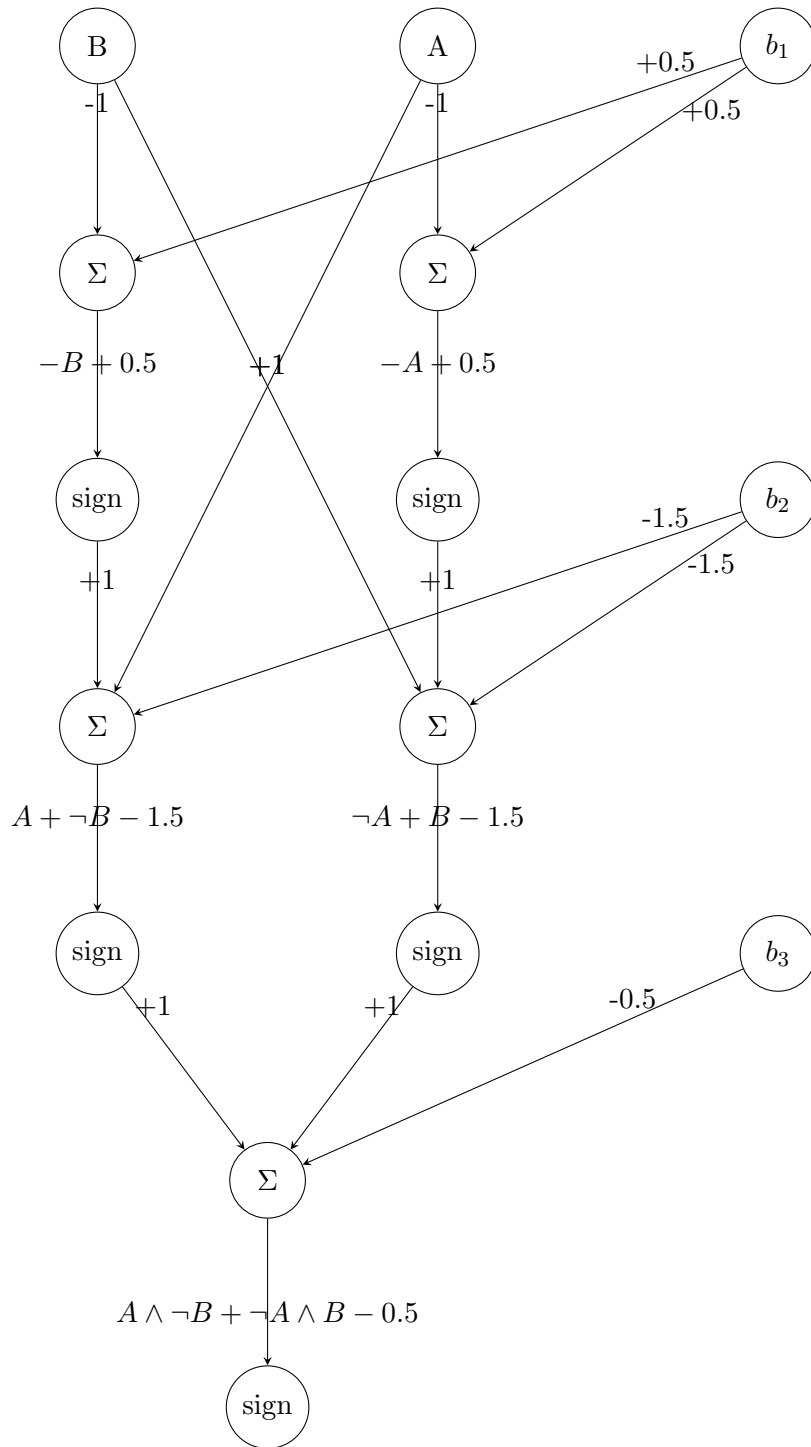 B
A
b₁
+0.5
-1
-1
+0.5
Σ
Σ
−B + 0.5
+1
+1
−A + 0.5
sign
sign
b₂
-1.5
-1.5
+1
+1
Σ
Σ
A + ¬B − 1.5
¬A + B − 1.5
sign
sign
b₃
+1
+1
-0.5
Σ
A ∧ ¬B + ¬A ∧ B − 0.5
sign